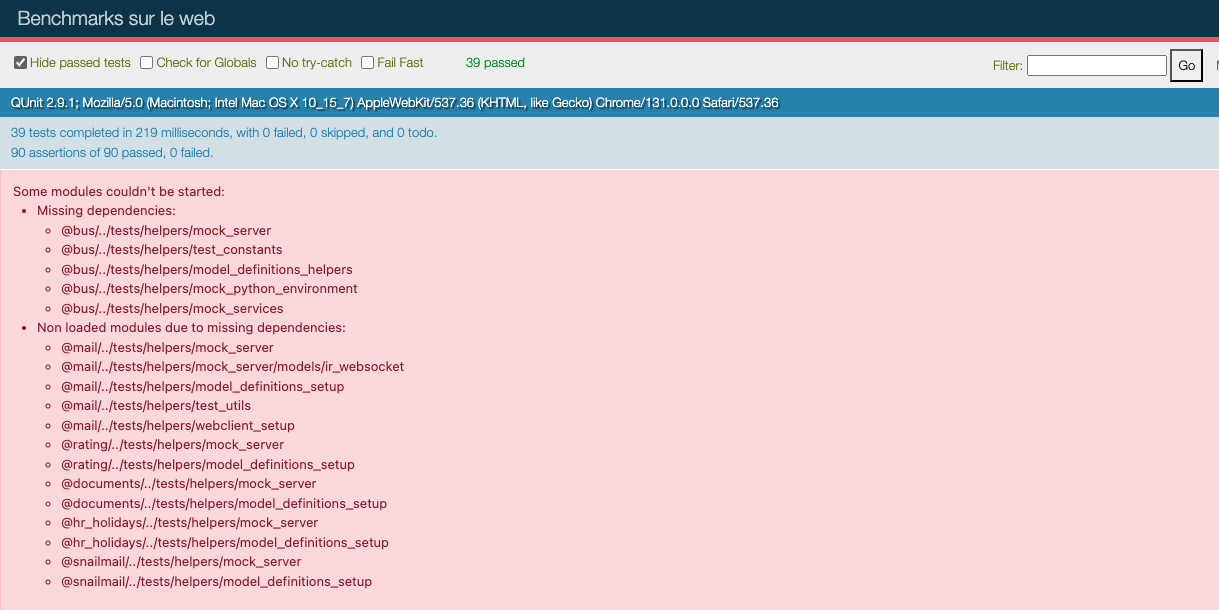 Benchmarks sur le web
Hide passed tests Check for Globals No try-catch Fail Fast 39 passed Filter: Go
QUnit 2.9.1; Mozilla/5.0 (Macintosh; Intel Mac OS X 10_15_7) AppleWebKit/537.36 (KHTML, like Gecko) Chrome/131.0.0.0 Safari/537.36
39 tests completed in 219 milliseconds, with 0 failed, 0 skipped, and 0 todo.
90 assertions of 90 passed, 0 failed.
Some modules couldn't be started:
Missing dependencies:
@bus/../tests/helpers/mock_server
@bus/../tests/helpers/test_constants
@bus/../tests/helpers/model_definitions_helpers
@bus/../tests/helpers/mock_python_environment
@bus/../tests/helpers/mock_services
Non loaded modules due to missing dependencies:
@mail/../tests/helpers/mock_server
@mail/../tests/helpers/mock_server/models/ir_websocket
@mail/../tests/helpers/model_definitions_setup
@mail/../tests/helpers/test_utils
@mail/../tests/helpers/webclient_setup
@rating/../tests/helpers/mock_server
@rating/../tests/helpers/model_definitions_setup
@documents/../tests/helpers/mock_server
@documents/../tests/helpers/model_definitions_setup
@hr_holidays/../tests/helpers/mock_server
@hr_holidays/../tests/helpers/model_definitions_setup
@snailmail/../tests/helpers/mock_server
@snailmail/../tests/helpers/model_definitions_setup